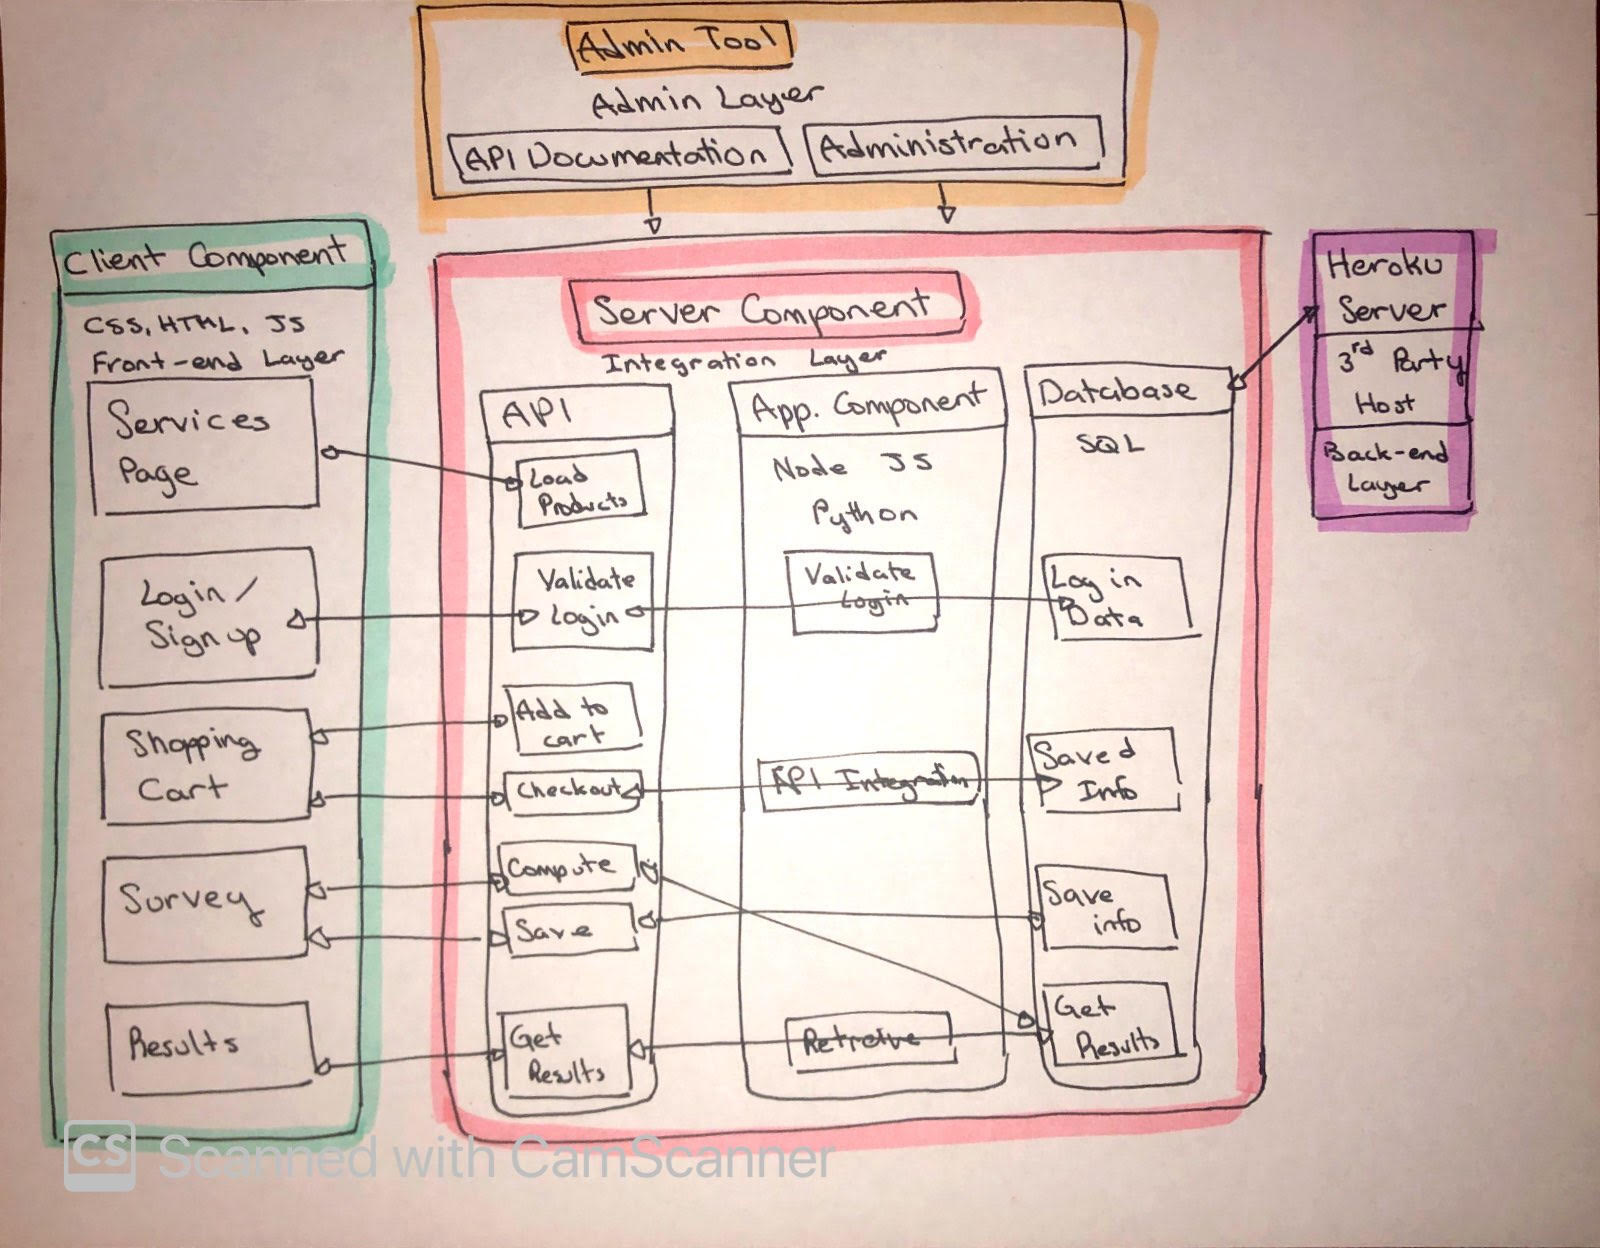 Admin Tool
Admin Layer
API Documentation
Administration
Client Component
CSS, HTML, JS
Front-end Layer
Services
Page
Login /
Sign up
Shopping
Cart
Survey
Results
Server Component
Integration Layer
API
Load
Products
Validate
Login
Add to
cart
Checkout
Compute
Save
Get
Results
App. Component
Node JS
Python
Validate
Login
API Integration
Retreive
Database
SQL
Log in
Data
Saved
Info
Save
info
Get
Results
Heroku
Server
3rd Party
Host
Back-end
Layer
CS Scanned with CamScanner